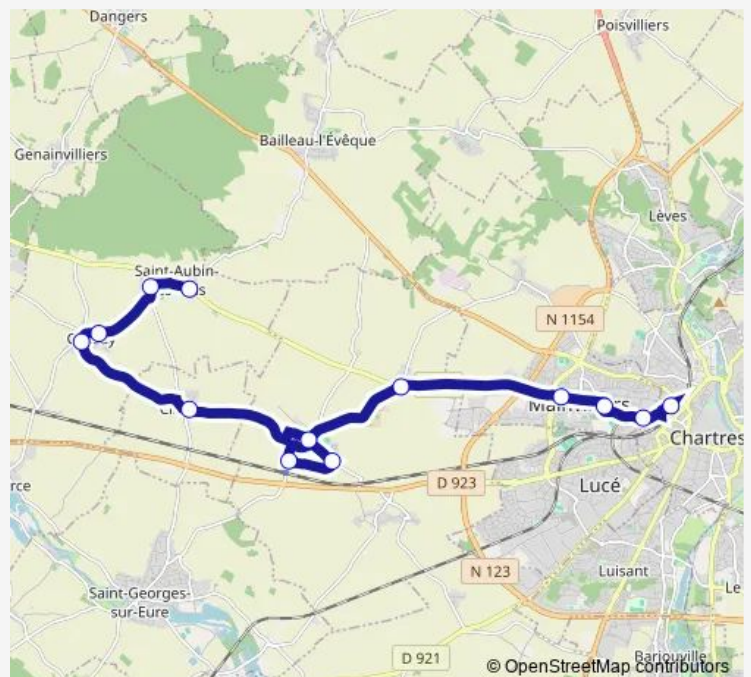 Dangers
Poisvilliers
Bailleau-l'Évêque
Genainvilliers
Lèves
Saint-Aubin-
N 1154
Chartres
D 923
Lucé
N 123
Luisant
Saint-Georges-
sur-Eure
Le
D 921
© OpenStreetMap contributors